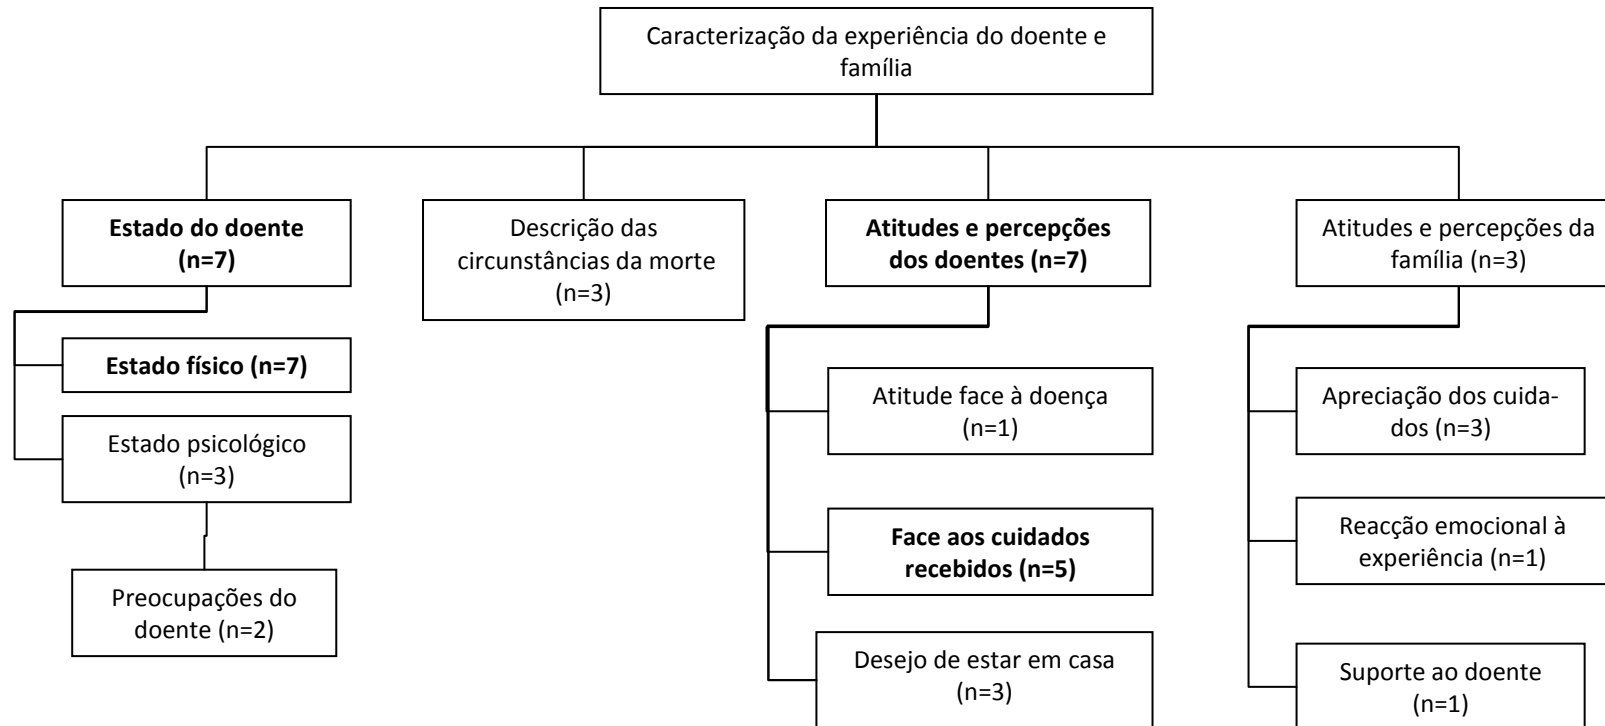 Caracterização da experiência do doente e
família
Estado do doente
(n=7)
Descrição das
circunstâncias da morte
(n=3)
Atitudes e percepções
dos doentes (n=7)
Atitudes e percepções da
família (n=3)
Estado físico (n=7)
Estado psicológico
(n=3)
Preocupações do
doente (n=2)
Atitude face à doença
(n=1)
Face aos cuidados
recebidos (n=5)
Desejo de estar em casa
(n=3)
Apreciação dos cuida-
dos (n=3)
Reacção emocional à
experiência (n=1)
Suporte ao doente
(n=1)